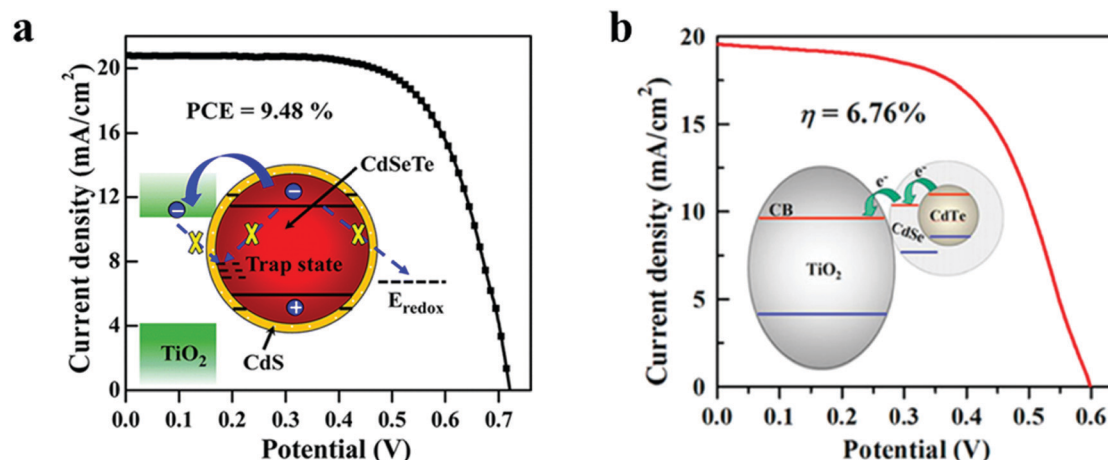 a
Current density (mA/cm²)
20
16
12
8
4
0
PCE = 9.48 %
CdSeTe
−
−
X
X
X
Trap state
E_redox
+
TiO₂
CdS
0.0 0.1 0.2 0.3 0.4 0.5 0.6 0.7
Potential (V)
b
Current density (mA/cm²)
20
15
10
5
0
η = 6.76%
e⁻
e⁻
CB
CdTe
CdSe
TiO₂
0.0 0.1 0.2 0.3 0.4 0.5 0.6
Potential (V)